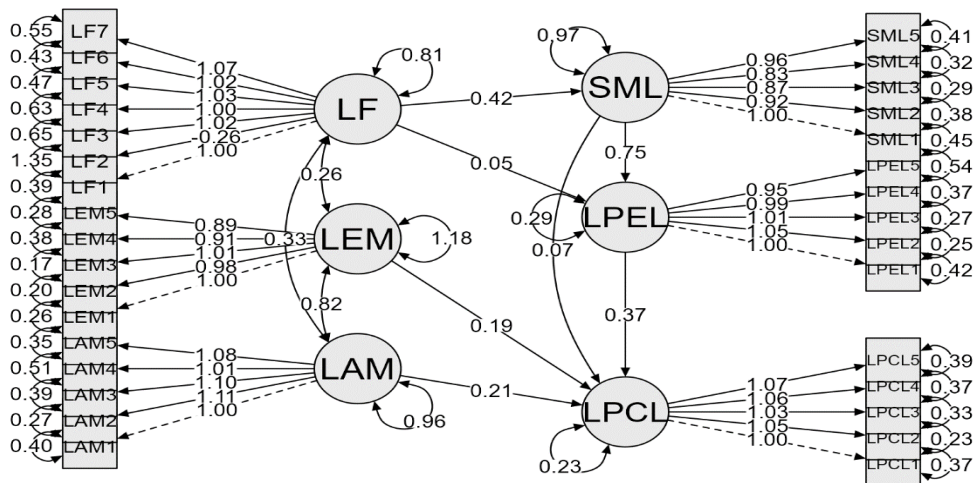 0.55 LF7
0.43 LF6
0.47 LF5
0.63 LF4
0.65 LF3
1.35 LF2
0.39 LF1
0.28 LEM5
0.38 LEM4
0.17 LEM3
0.20 LEM2
0.26 LEM1
0.35 LAM5
0.51 LAM4
0.39 LAM3
0.27 LAM2
0.40 LAM1
1.07
1.02
1.03
1.00
1.02
-0.26
1.00
0.89
0.91
1.01
0.98
1.00
1.08
1.01
1.10
1.11
1.00
LF
0.81
0.26
0.33
LEM
1.18
0.82
LAM
0.96
0.42
0.05
0.19
0.21
0.97
SML
0.75
0.07
0.29
LPEL
0.37
LPCL
0.23
0.96
0.83
0.87
0.92
1.00
0.95
0.99
1.01
1.05
1.00
1.07
1.06
1.03
1.05
1.00
SML5 0.41
SML4 0.32
SML3 0.29
SML2 0.38
SML1 0.45
LPEL5 0.54
LPEL4 0.37
LPEL3 0.27
LPEL2 0.25
LPEL1 0.42
LPCL5 0.39
LPCL4 0.37
LPCL3 0.33
LPCL2 0.23
LPCL1 0.37